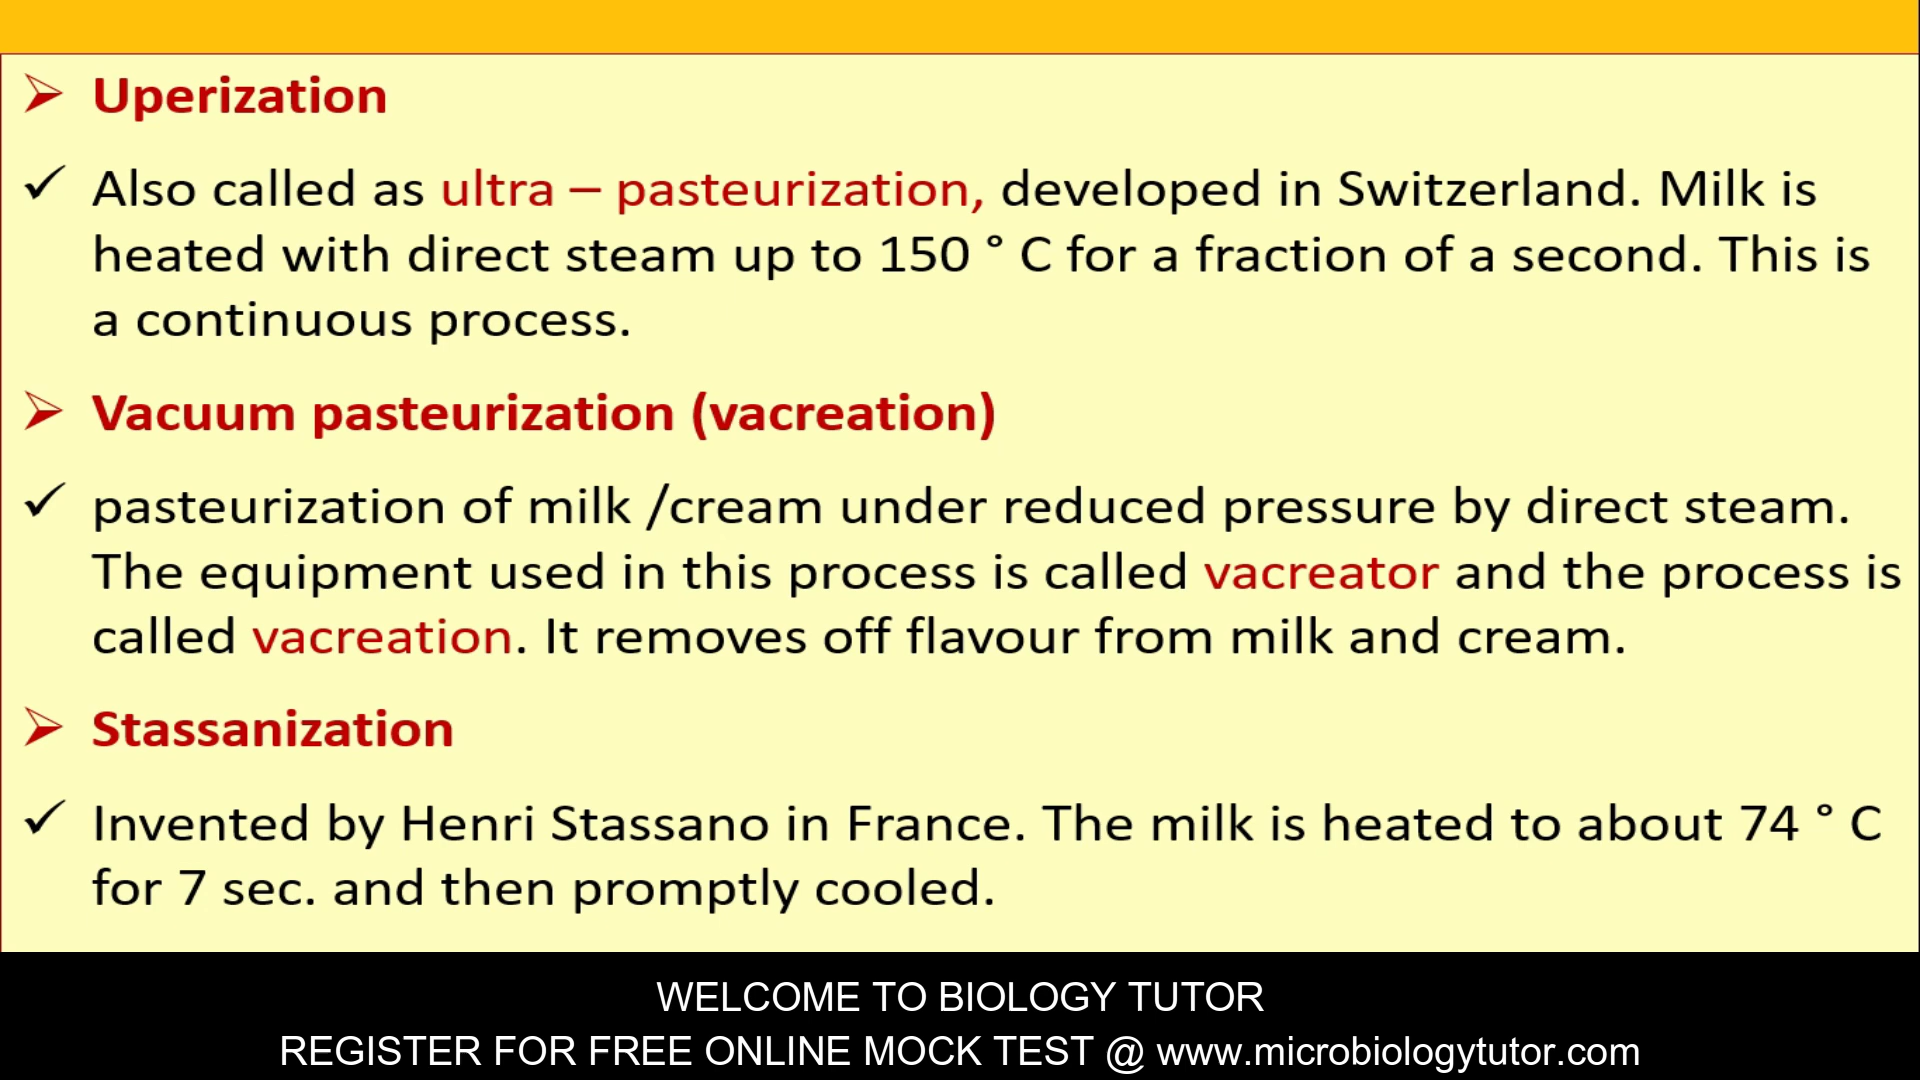 Uperization
Also called as ultra – pasteurization, developed in Switzerland. Milk is
heated with direct steam up to 150 ° C for a fraction of a second. This is
a continuous process.
Vacuum pasteurization (vacreation)
pasteurization of milk /cream under reduced pressure by direct steam.
The equipment used in this process is called vacreator and the process is
called vacreation. It removes off flavour from milk and cream.
Stassanization
Invented by Henri Stassano in France. The milk is heated to about 74 ° C
for 7 sec. and then promptly cooled.
WELCOME TO BIOLOGY TUTOR
REGISTER FOR FREE ONLINE MOCK TEST @ www.microbiologytutor.com